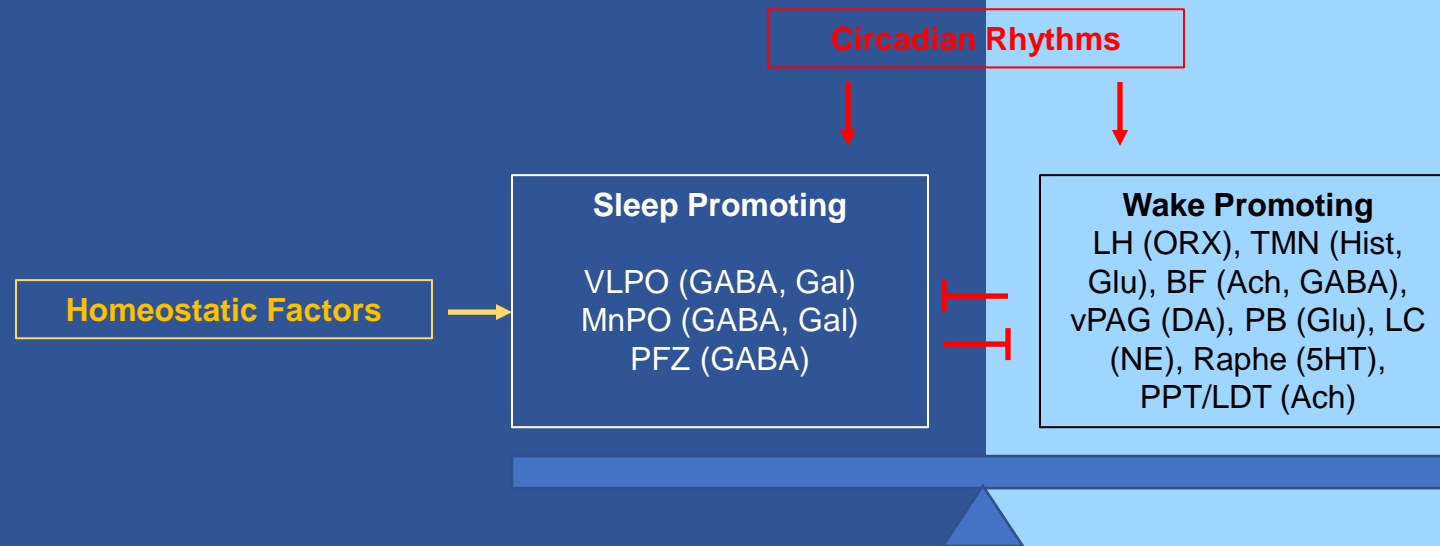 Circadian Rhythms
Homeostatic Factors
Sleep Promoting
VLPO (GABA, Gal)
MnPO (GABA, Gal)
PFZ (GABA)
Wake Promoting
LH (ORX), TMN (Hist,
Glu), BF (Ach, GABA),
vPAG (DA), PB (Glu), LC
(NE), Raphe (5HT),
PPT/LDT (Ach)